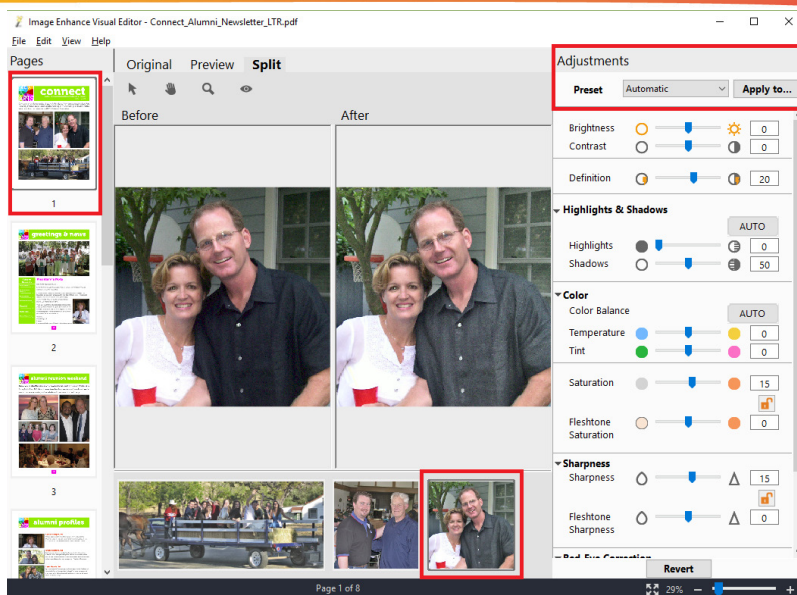 Image Enhance Visual Editor - Connect_Alumni_Newsletter_LTR.pdf
File Edit View Help
Pages
connect
1
greetings & news
2
alumni reunion weekend
3
alumni profiles
Original Preview Split
Before After
Adjustments
Preset Automatic Apply to...
Brightness 0
Contrast 0
Definition 20
Highlights & Shadows
AUTO
Highlights 0
Shadows 50
Color
Color Balance AUTO
Temperature 0
Tint 0
Saturation 15
Fleshtone
Saturation 0
Sharpness
Sharpness 15
Fleshtone
Sharpness 0
Red Eye Correction
Revert
Page 1 of 8 29% – +